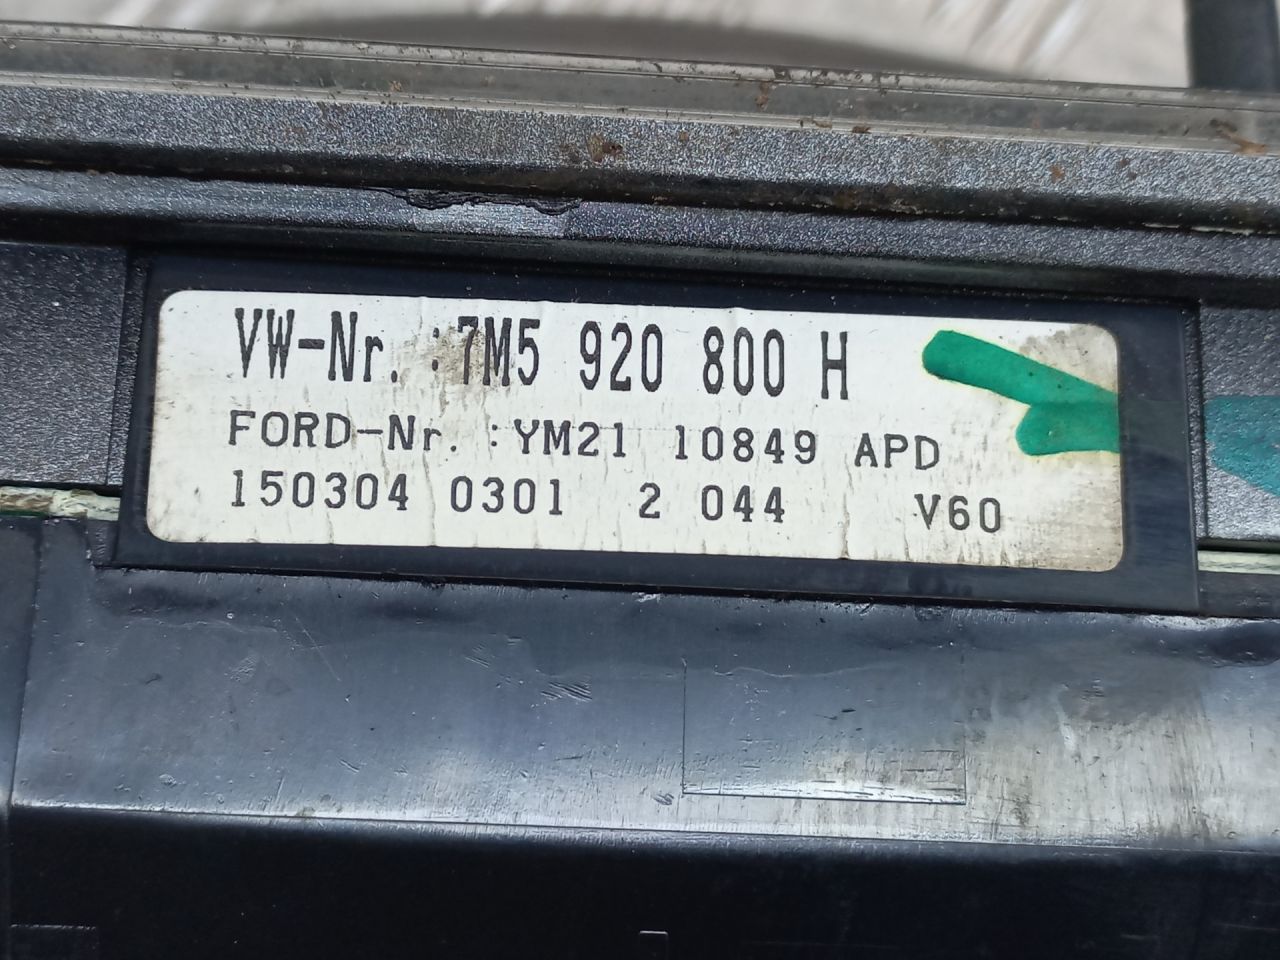 VW-Nr. :7M5 920 800 H
FORD-Nr. :YM21 10849 APD
150304 0301 2 044 V60